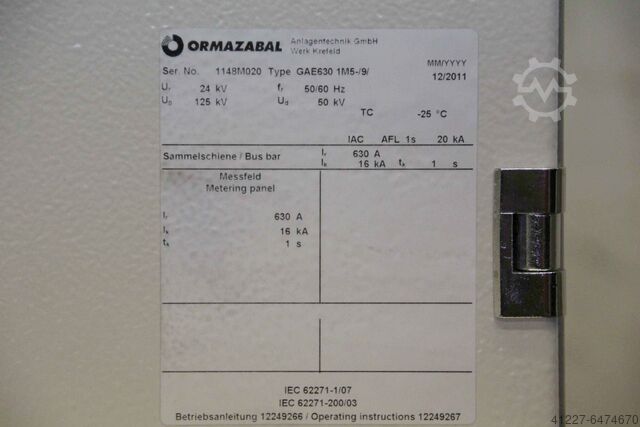 ORMAZABAL Anlagentechnik GmbH
Werk Krefeld
MM/YYYY
Ser. No. 1148M020 Type GAE630 1M5-/9/ 12/2011
Ur 24 kV fr 50/60 Hz
Up 125 kV Ud 50 kV
TC -25 °C
IAC AFL 1s 20 kA
Sammelschiene / Bus bar Ir 630 A
Ik 16 kA tk 1 s
Messfeld
Metering panel
Ir 630 A
Ik 16 kA
tk 1 s
IEC 62271-1/07
IEC 62271-200/03
Betriebsanleitung 12249266 / Operating instructions 12249267
41227-6474670